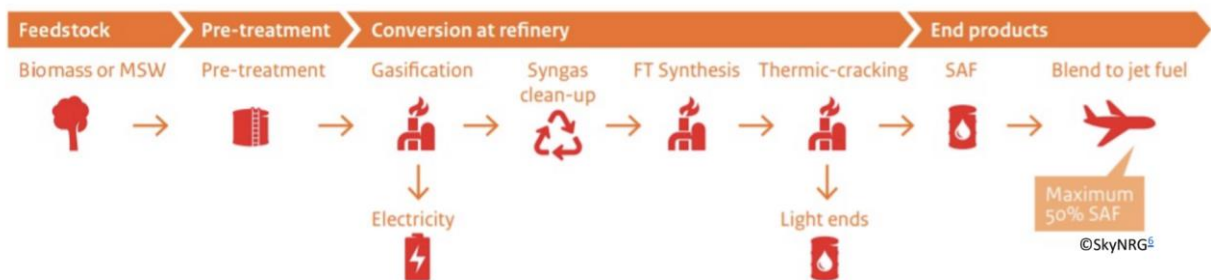 Feedstock
Pre-treatment
Conversion at refinery
End products
Biomass or MSW
Pre-treatment
Gasification
Syngas
clean-up
FT Synthesis
Thermic-cracking
SAF
Blend to jet fuel
Electricity
Light ends
Maximum
50% SAF
©SkyNRG6